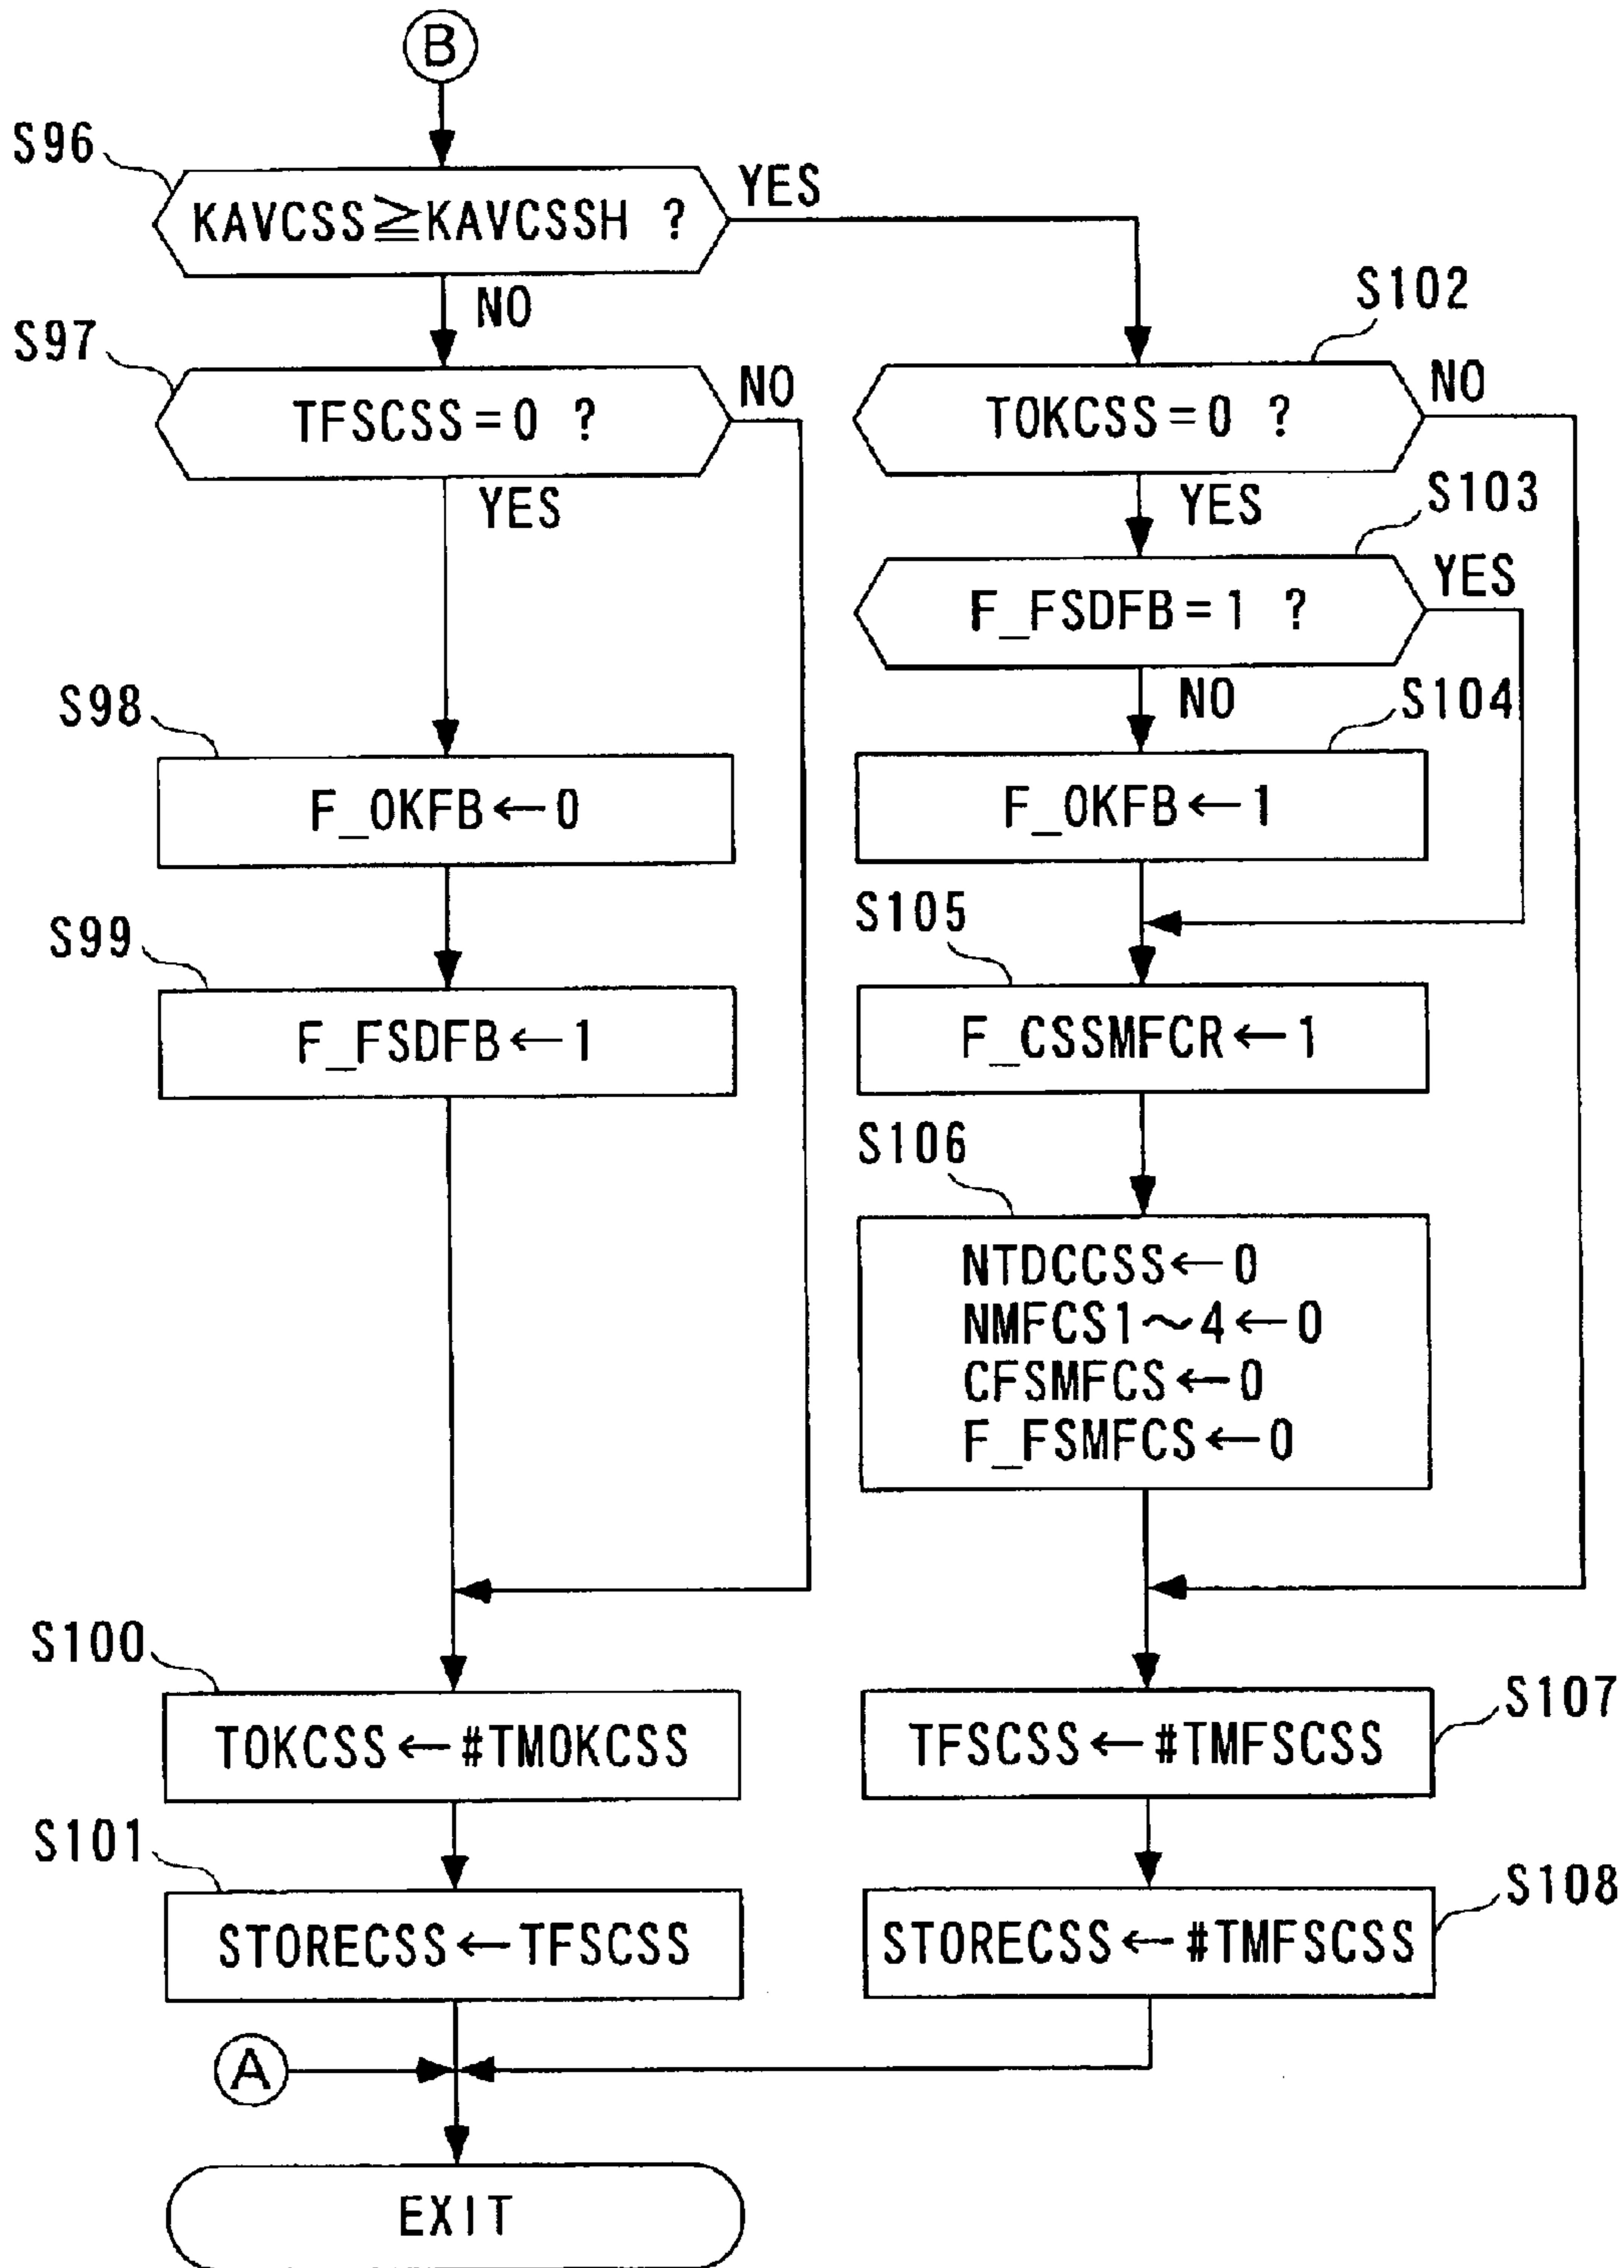 B
S96
KAVCSS≧KAVCSSH ?
YES
NO
S97
TFSCSS=0 ?
NO
YES
S102
TOKCSS=0 ?
NO
YES
S103
F_FSDFB=1 ?
YES
NO
S98
F_OKFB←0
S104
F_OKFB←1
S99
F_FSDFB←1
S105
F_CSSMFCR←1
S106
NTDCCSS←0
NMFCS1~4←0
CFSMFCS←0
F_FSMFCS←0
S100
TOKCSS←#TMOKCSS
S107
TFSCSS←#TMFSCSS
S101
STORECSS←TFSCSS
S108
STORECSS←#TMFSCSS
A
EXIT